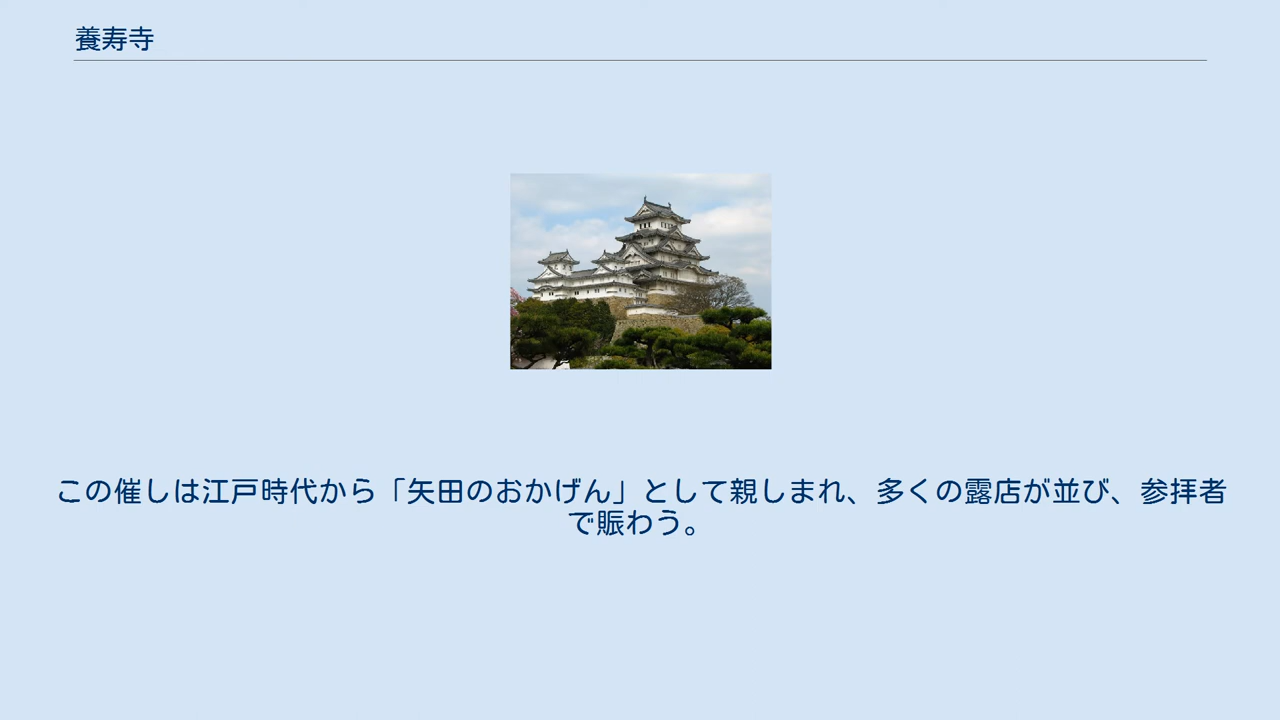 養寿寺
この催しは江戸時代から「矢田のおかげん」として親しまれ、多くの露店が並び、参拝者
で賑わう。